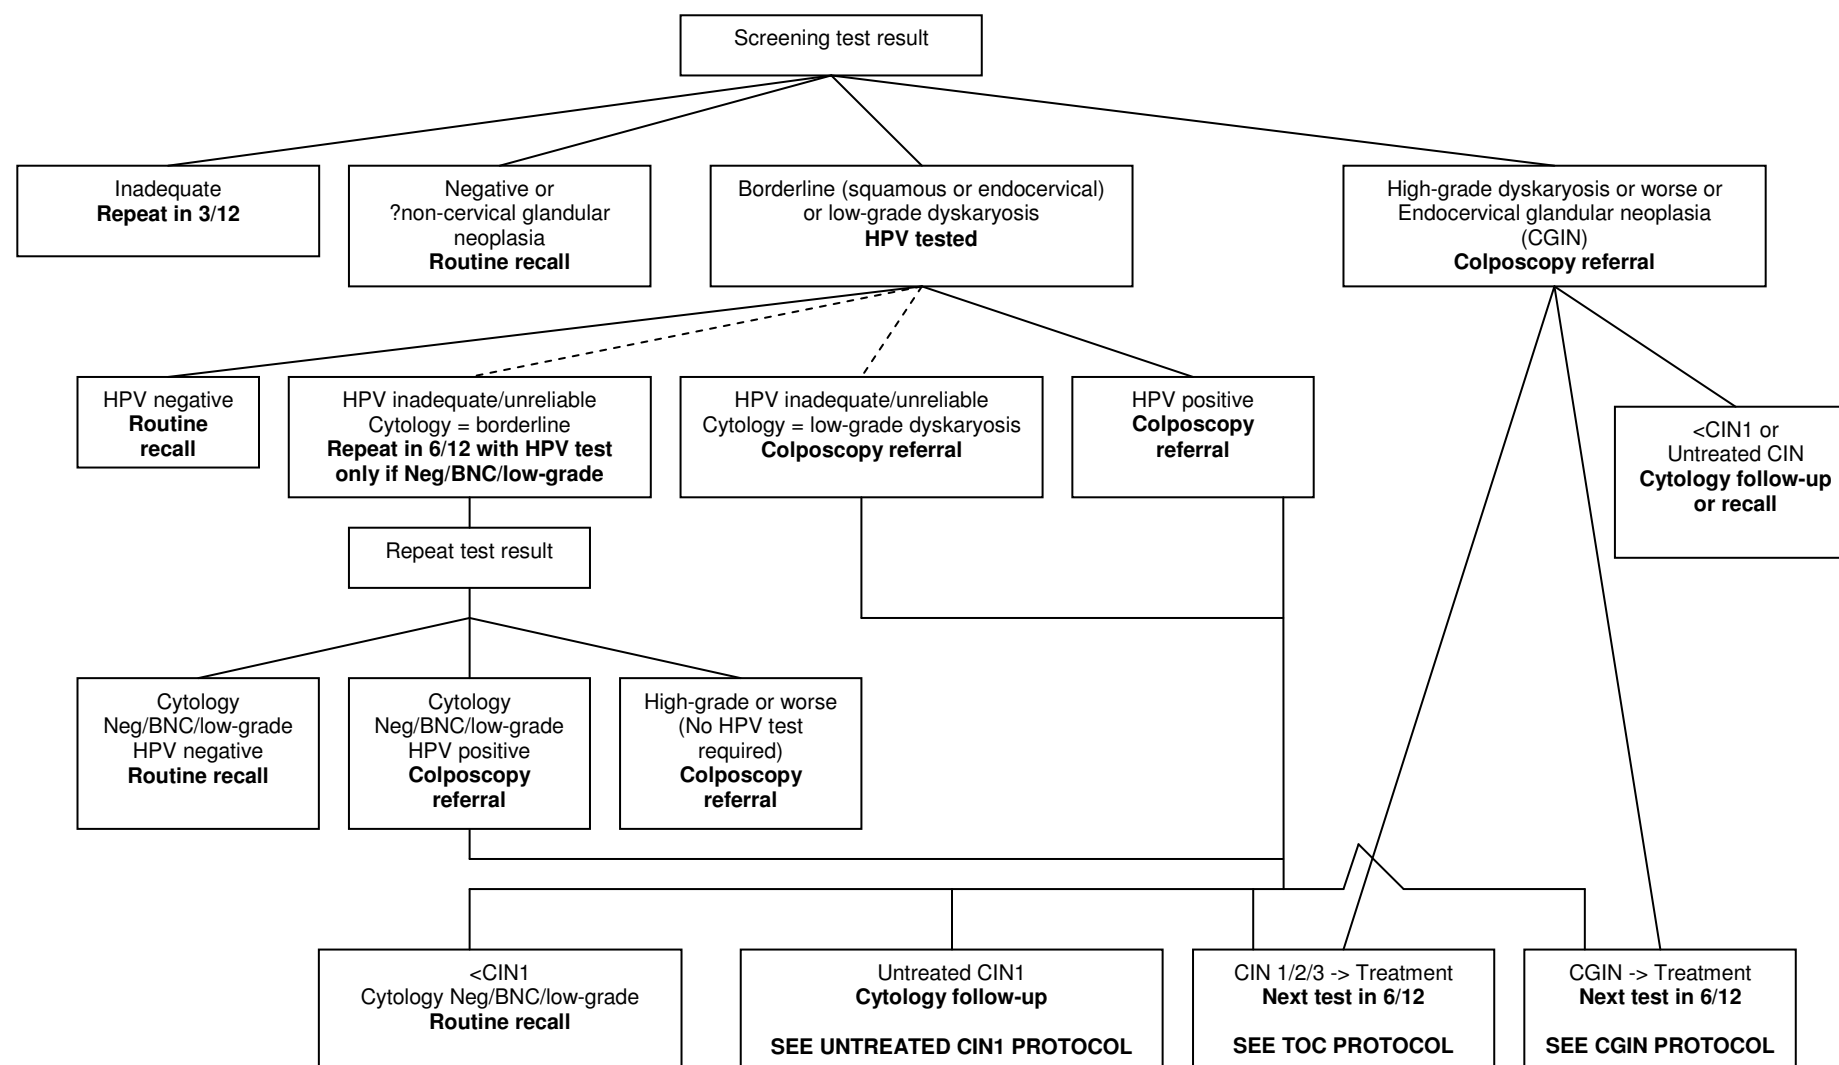 Screening test result
Inadequate
Repeat in 3/12
Negative or
?non-cervical glandular
neoplasia
Routine recall
Borderline (squamous or endocervical)
or low-grade dyskaryosis
HPV tested
High-grade dyskaryosis or worse or
Endocervical glandular neoplasia
(CGIN)
Colposcopy referral
HPV negative
Routine
recall
HPV inadequate/unreliable
Cytology = borderline
Repeat in 6/12 with HPV test
only if Neg/BNC/low-grade
HPV inadequate/unreliable
Cytology = low-grade dyskaryosis
Colposcopy referral
HPV positive
Colposcopy
referral
<CIN1 or
Untreated CIN
Cytology follow-up
or recall
Repeat test result
Cytology
Neg/BNC/low-grade
HPV negative
Routine recall
Cytology
Neg/BNC/low-grade
HPV positive
Colposcopy
referral
High-grade or worse
(No HPV test
required)
Colposcopy
referral
<CIN1
Cytology Neg/BNC/low-grade
Routine recall
Untreated CIN1
Cytology follow-up
SEE UNTREATED CIN1 PROTOCOL
CIN 1/2/3 -> Treatment
Next test in 6/12
SEE TOC PROTOCOL
CGIN -> Treatment
Next test in 6/12
SEE CGIN PROTOCOL